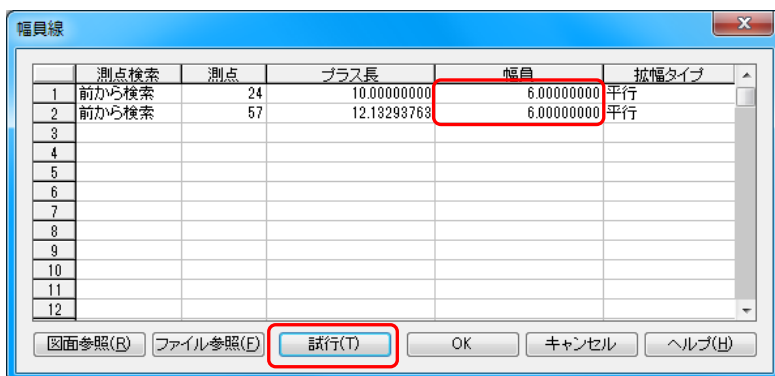 幅員線
測点検索 測点 プラス長 幅員 拡幅タイプ
1 前から検索 24 10.00000000 6.00000000 平行
2 前から検索 57 12.13293763 6.00000000 平行
3
4
5
6
7
8
9
10
11
12
図面参照(R) ファイル参照(F) 試行(T) OK キャンセル ヘルプ(H)